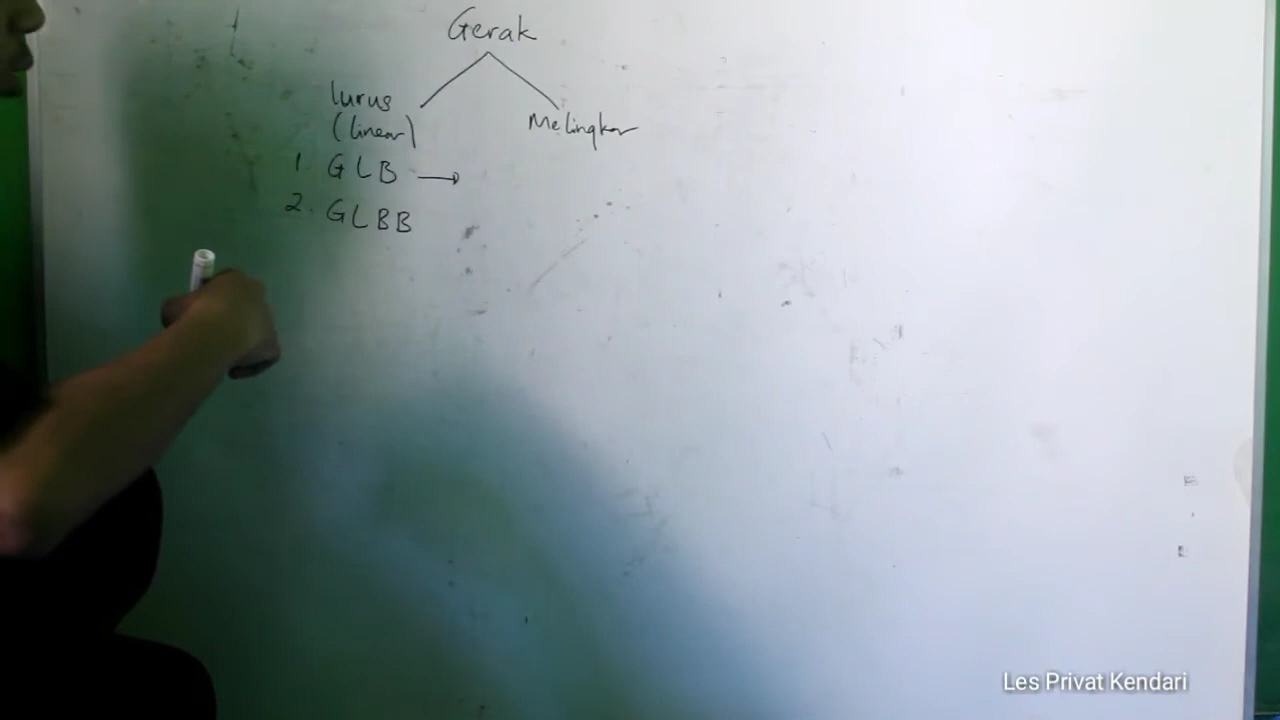 Gerak
lurus
(linear)
Melingkar
1. GLB →
2. GLBB
Les Privat Kendari